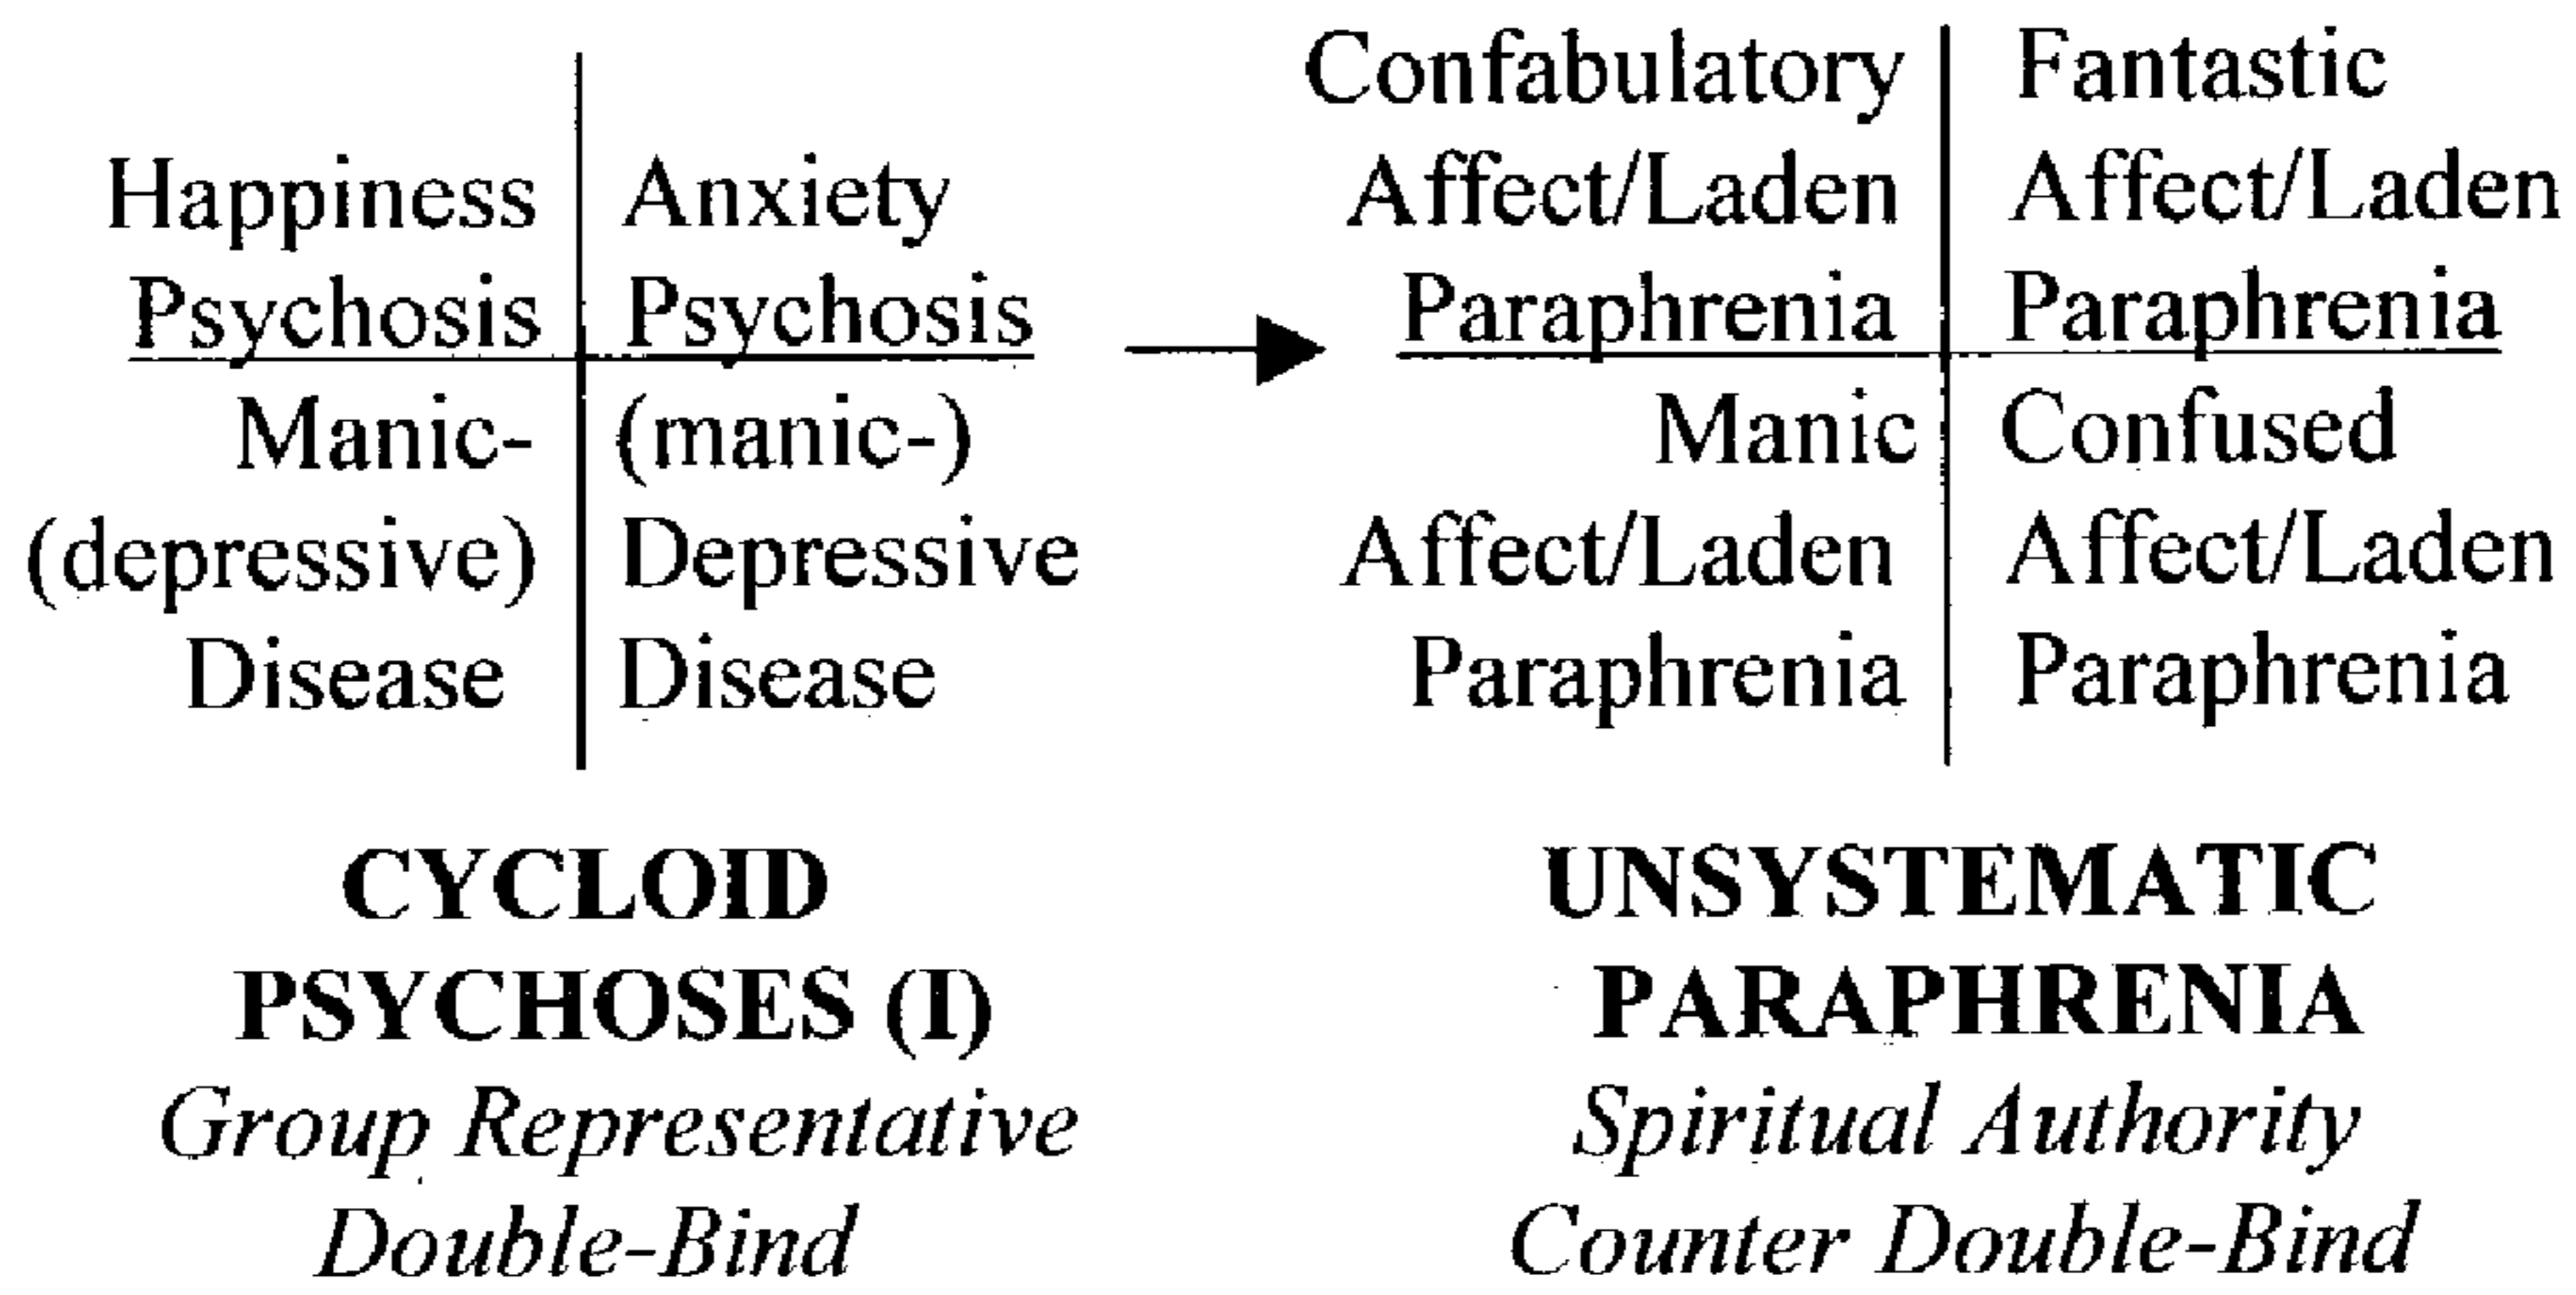 Happiness
Psychosis
Anxiety
Psychosis
Manic-
(depressive)
Disease
(manic-)
Depressive
Disease
CYCLOID
PSYCHOSES (I)
Group Representative
Double-Bind
Confabulatory
Affect/Laden
Paraphrenia
Fantastic
Affect/Laden
Paraphrenia
Manic
Affect/Laden
Paraphrenia
Confused
Affect/Laden
Paraphrenia
UNSYSTEMATIC
PARAPHRENIA
Spiritual Authority
Counter Double-Bind